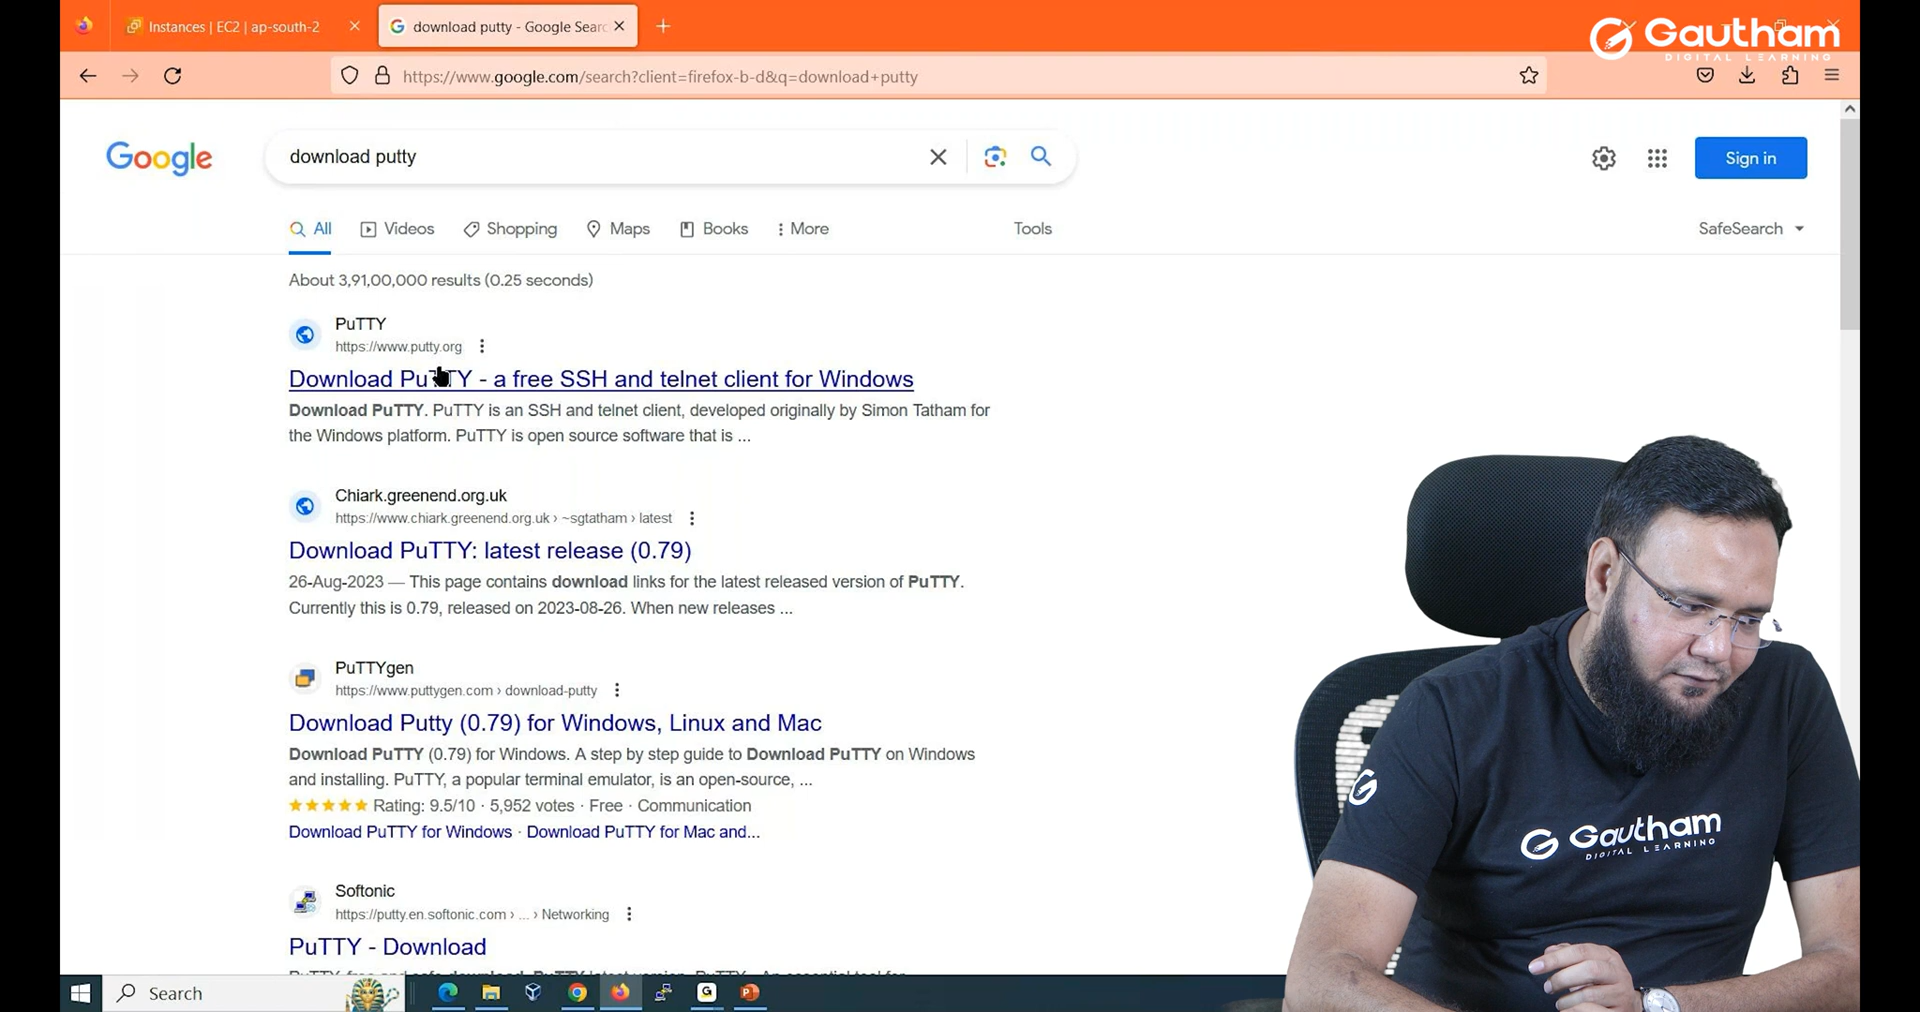 Instances | EC2 | ap-south-2
download putty - Google Searc
Gautham
DIGITAL LEARNING
https://www.google.com/search?client=firefox-b-d&q=download+putty
Google
download putty
Sign in
All
Videos
Shopping
Maps
Books
More
Tools
SafeSearch
About 3,91,00,000 results (0.25 seconds)
PuTTY
https://www.putty.org
Download PuTTY - a free SSH and telnet client for Windows
Download PuTTY. PuTTY is an SSH and telnet client, developed originally by Simon Tatham for
the Windows platform. PuTTY is open source software that is ...
Chiark.greenend.org.uk
https://www.chiark.greenend.org.uk › ~sgtatham › latest
Download PuTTY: latest release (0.79)
26-Aug-2023 — This page contains download links for the latest released version of PuTTY.
Currently this is 0.79, released on 2023-08-26. When new releases ...
PuTTYgen
https://www.puttygen.com › download-putty
Download Putty (0.79) for Windows, Linux and Mac
Download PuTTY (0.79) for Windows. A step by step guide to Download PuTTY on Windows
and installing. PuTTY, a popular terminal emulator, is an open-source, ...
Rating: 9.5/10 · 5,952 votes · Free · Communication
Download PuTTY for Windows · Download PuTTY for Mac and...
Softonic
https://putty.en.softonic.com › ... › Networking
PuTTY - Download
Gautham
DIGITAL LEARNING
Search